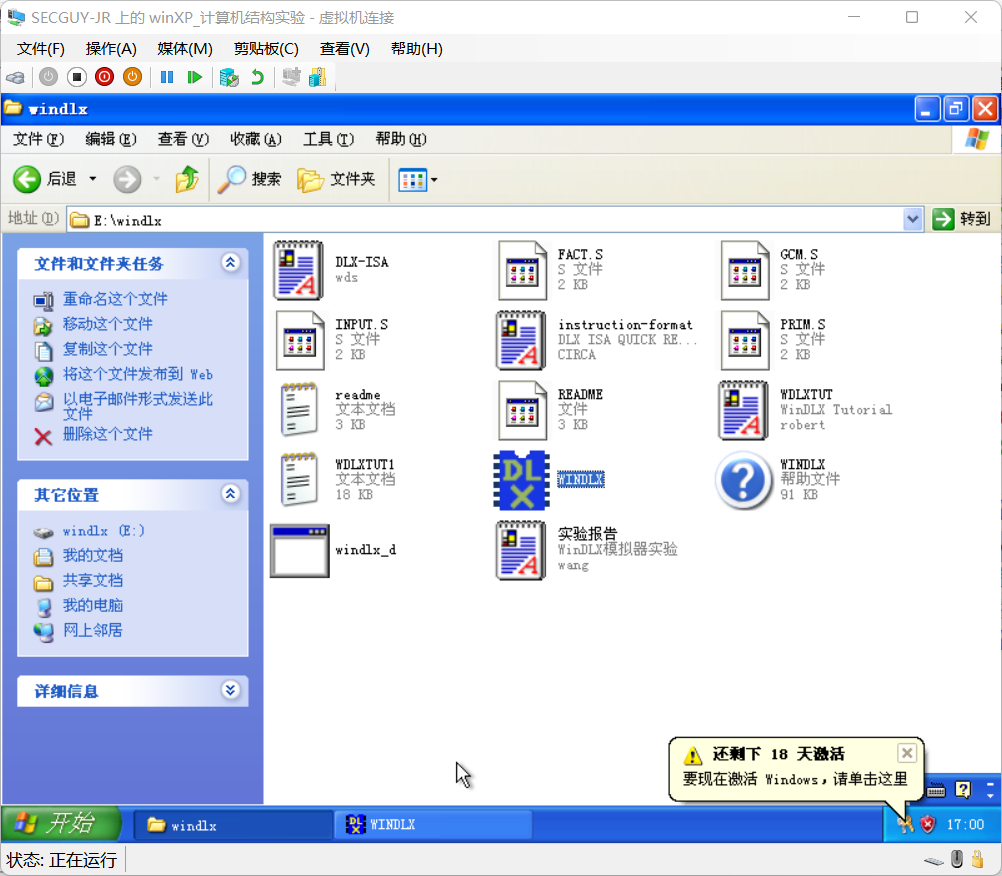 SECGUY-JR 上的 winXP_计算机结构实验 - 虚拟机连接
文件(F) 操作(A) 媒体(M) 剪贴板(C) 查看(V) 帮助(H)
windlx
文件(F) 编辑(E) 查看(V) 收藏(A) 工具(T) 帮助(H)
后退 搜索 文件夹
地址(D) E:\windlx 转到
文件和文件夹任务
重命名这个文件
移动这个文件
复制这个文件
将这个文件发布到 Web
以电子邮件形式发送此
文件
删除这个文件
其它位置
windlx (E:)
我的文档
共享文档
我的电脑
网上邻居
详细信息
DLX-ISA
wds
FACT.S
S 文件
2 KB
GCM.S
S 文件
2 KB
INPUT.S
S 文件
2 KB
instruction-format
DLX ISA QUICK RE...
CIRCA
PRIM.S
S 文件
2 KB
readme
文本文档
3 KB
README
文件
3 KB
WDLXTUT
WinDLX Tutorial
robert
WDLXTUT1
文本文档
18 KB
DL
X
WINDLX
WINDLX
帮助文件
91 KB
windlx_d
实验报告
WinDLX模拟器实验
wang
还剩下 18 天激活
要现在激活 Windows，请单击这里
开始 windlx WINDLX 17:00
状态: 正在运行